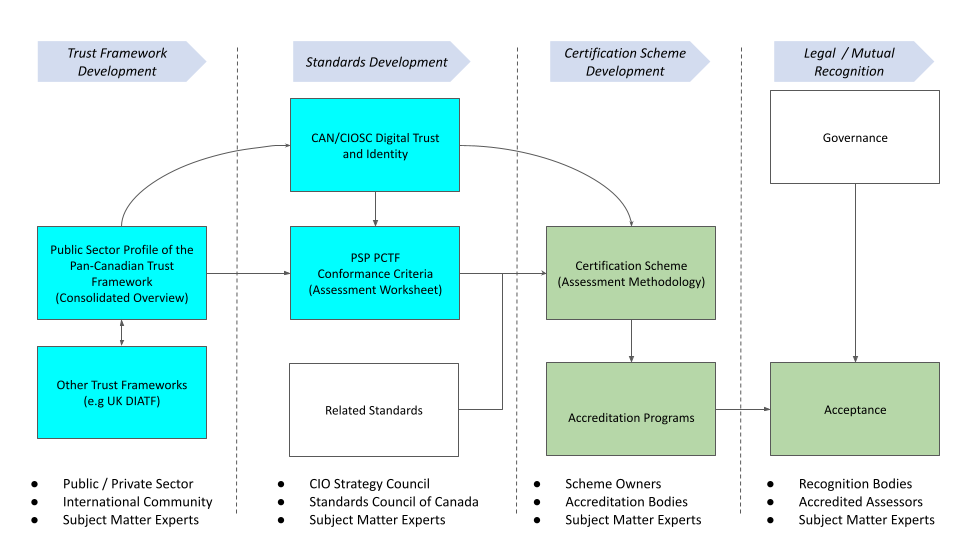 Trust Framework
Development
Standards Development
Certification Scheme
Development
Legal / Mutual
Recognition
CAN/CIOSC Digital Trust
and Identity
Governance
Public Sector Profile of the
Pan-Canadian Trust
Framework
(Consolidated Overview)
PSP PCTF
Conformance Criteria
(Assessment Worksheet)
Certification Scheme
(Assessment Methodology)
Other Trust Frameworks
(e.g UK DIATF)
Related Standards
Accreditation Programs
Acceptance
● Public / Private Sector
● International Community
● Subject Matter Experts
● CIO Strategy Council
● Standards Council of Canada
● Subject Matter Experts
● Scheme Owners
● Accreditation Bodies
● Subject Matter Experts
● Recognition Bodies
● Accredited Assessors
● Subject Matter Experts